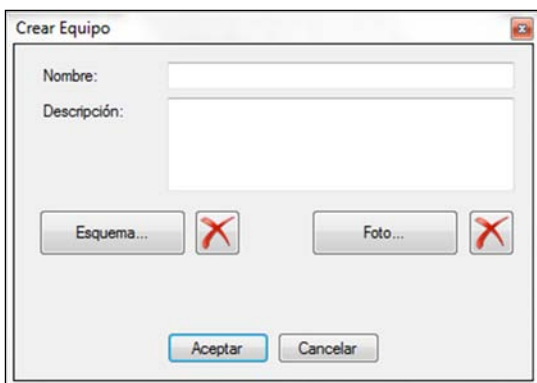 Crear Equipo
Nombre:
Descripción:
Esquema...
Foto...
Aceptar
Cancelar